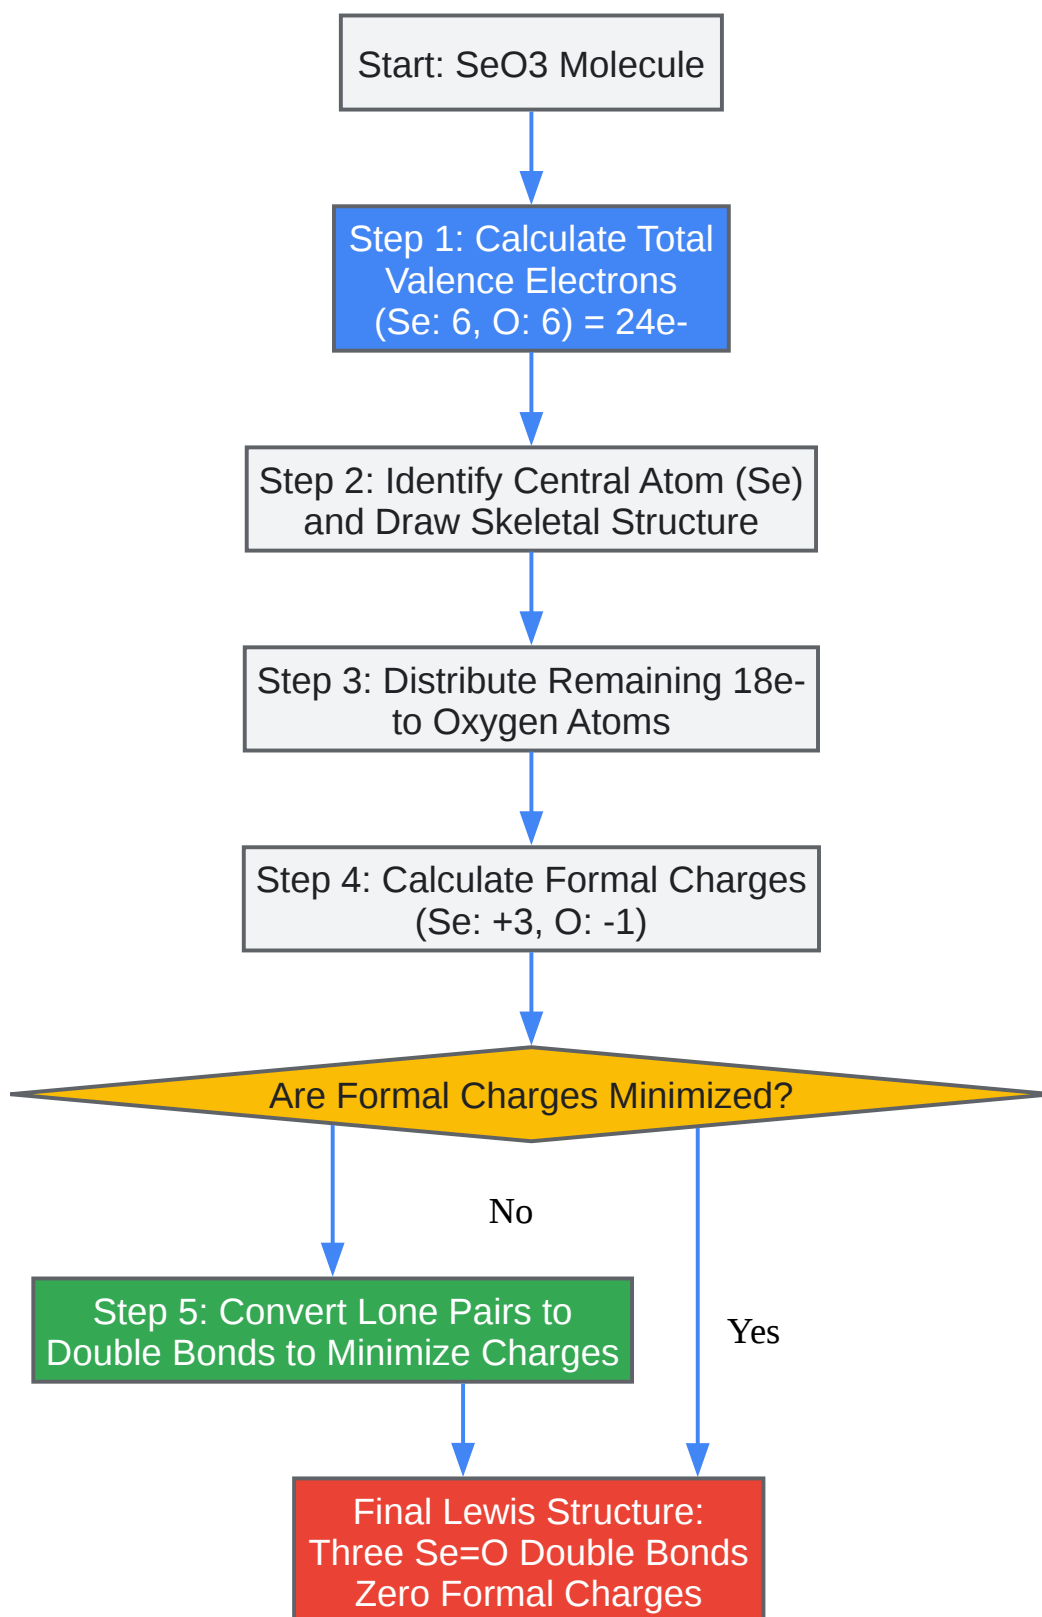 Start: SeO3 Molecule
Step 1: Calculate Total
Valence Electrons
(Se: 6, O: 6) = 24e-
Step 2: Identify Central Atom (Se)
and Draw Skeletal Structure
Step 3: Distribute Remaining 18e-
to Oxygen Atoms
Step 4: Calculate Formal Charges
(Se: +3, O: -1)
Are Formal Charges Minimized?
No
Step 5: Convert Lone Pairs to
Double Bonds to Minimize Charges
Yes
Final Lewis Structure:
Three Se=O Double Bonds
Zero Formal Charges